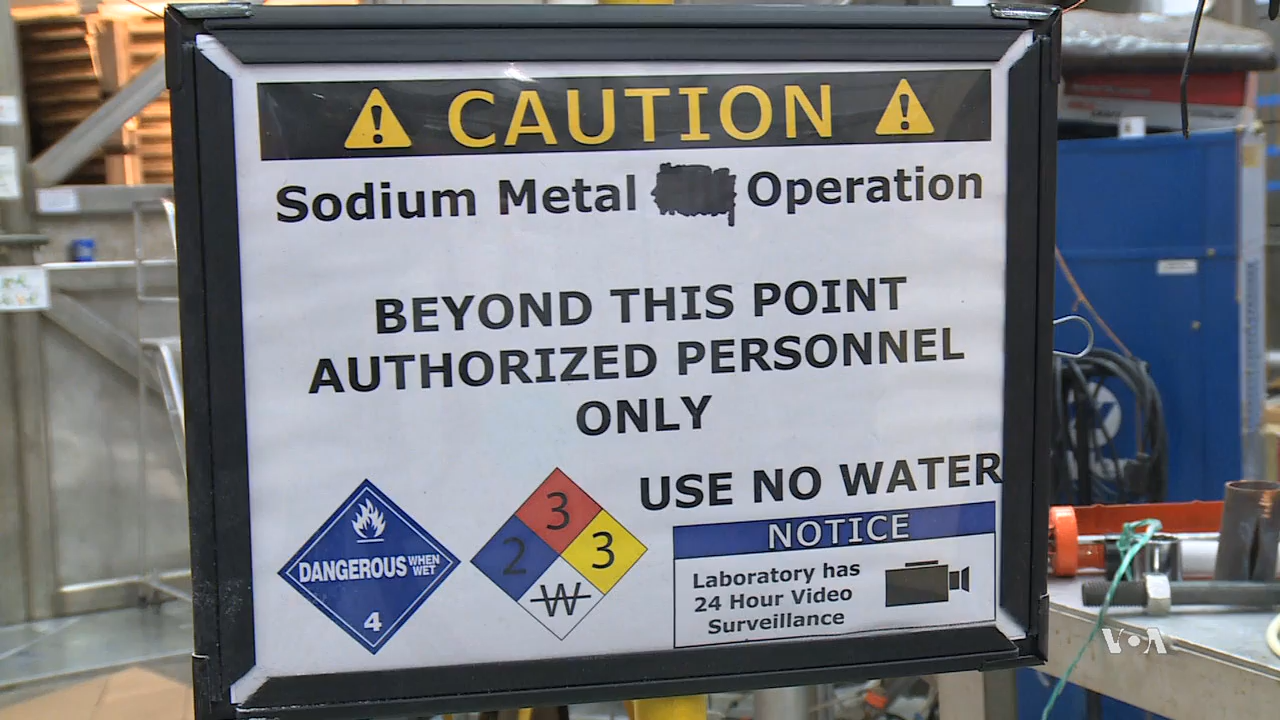 CAUTION
Sodium Metal Operation
BEYOND THIS POINT
AUTHORIZED PERSONNEL
ONLY
USE NO WATER
DANGEROUS WHEN WET
4
3
2
3
W
NOTICE
Laboratory has
24 Hour Video
Surveillance
VOA